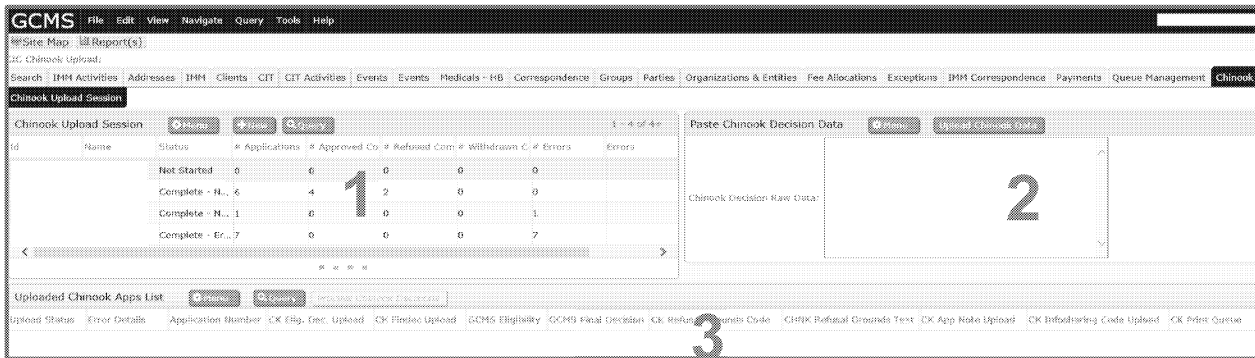 GCMS File Edit View Navigate Query Tools Help
Site Map Report(s)
Chinook Upload:
Search IMM Activities Addresses IMM Clients CIT CIT Activities Events Events Medicals - HB Correspondence Groups Parties Organizations & Entities Fee Allocations Exceptions IMM Correspondence Payments Queue Management Chinook
Chinook Upload Session
Chinook Upload Session Menu New Query 1 - 4 of 4+ Paste Chinook Decision Data Menu Upload Chinook Data
Id Name Status # Applications # Approved Co # Refused Com # Withdrawn C # Errors Errors
Not Started 0 0 0 0 0
Complete - N... 6 4 2 0 0
Chinook Decision Raw Data:
Complete - N... 1 0 0 0 1
Complete - Er... 7 0 0 0 7
1
2
Uploaded Chinook Apps List Menu Query Process Chinook Decisions
Upload Status Error Details Application Number CK Elig. Dec. Upload CK Findec Upload GCMS Eligibility GCMS Final Decision CK Refusal Grounds Code CHNK Refusal Grounds Text CK App Note Upload CK Infosharing Code Upload CK Print Queue
3